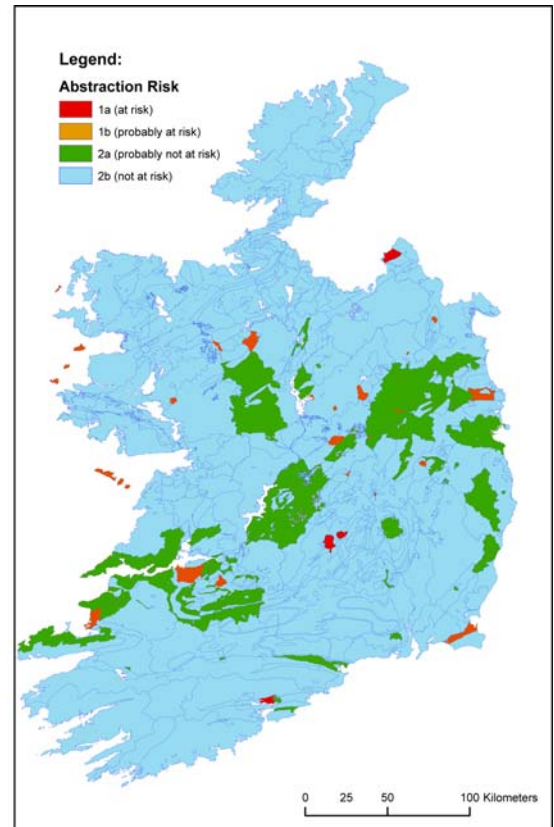 Legend:
Abstraction Risk
1a (at risk)
1b (probably at risk)
2a (probably not at risk)
2b (not at risk)
0 25 50 100 Kilometers